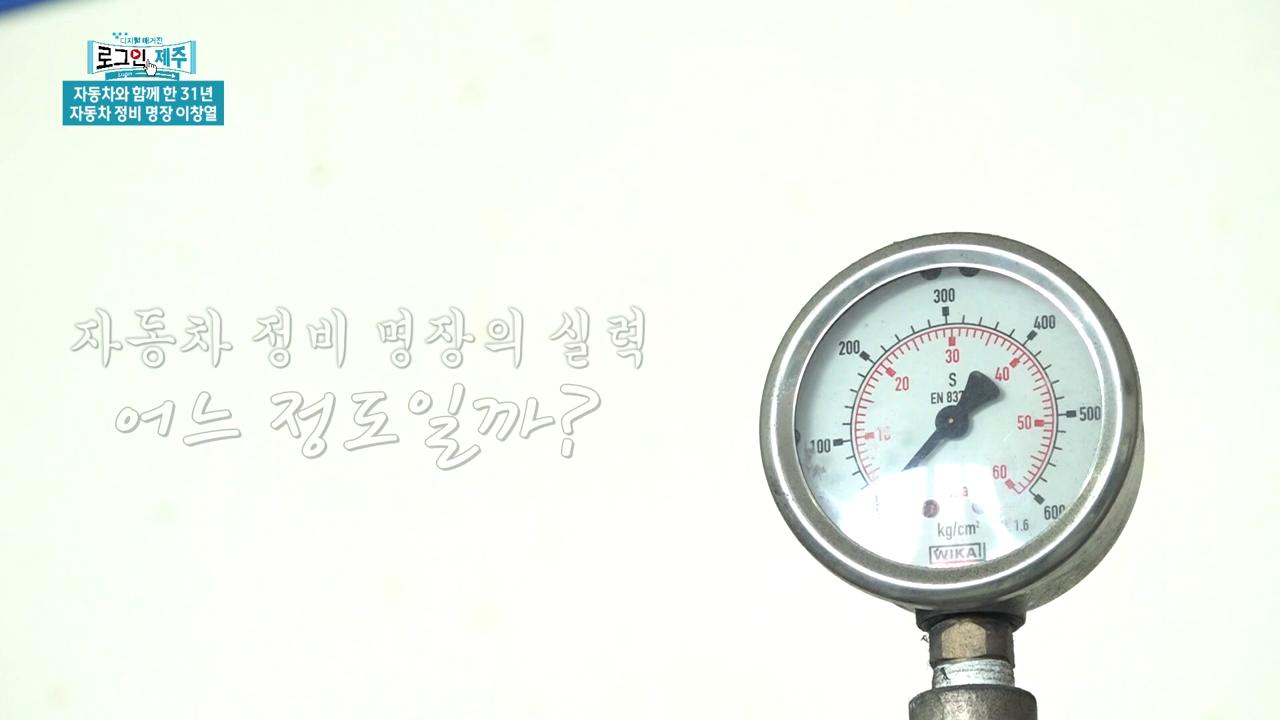 디지털 매거진
로그인 제주
Login
자동차와 함께 한 31년
자동차 정비 명장 이창열
자동차 정비 명장의 실력
어느 정도일까?
300
200
400
30
20
40
S
EN 837
100
10
50
500
60
600
kg/cm²
1.6
WIKA